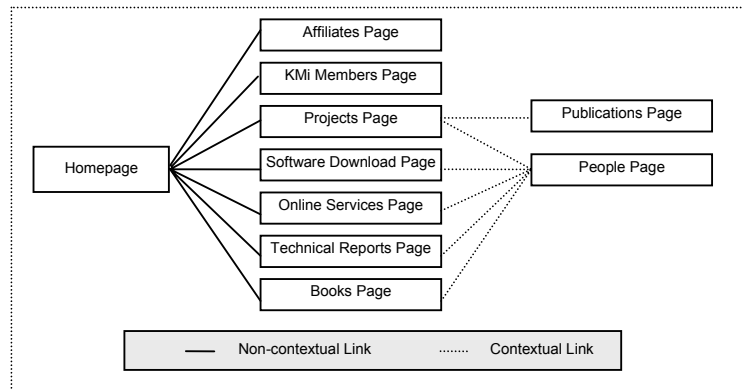 Affiliates Page
KMi Members Page
Projects Page
Publications Page
Homepage
Software Download Page
People Page
Online Services Page
Technical Reports Page
Books Page
Non-contextual Link
Contextual Link